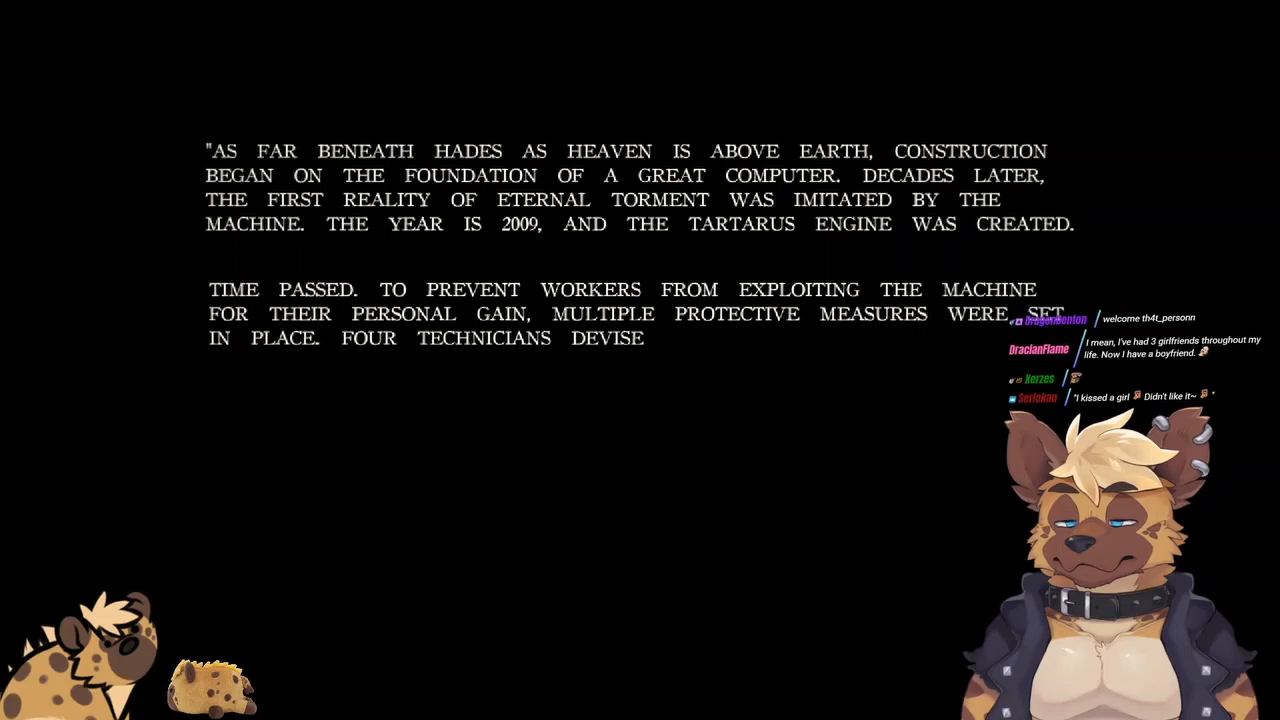 "AS FAR BENEATH HADES AS HEAVEN IS ABOVE EARTH, CONSTRUCTION
BEGAN ON THE FOUNDATION OF A GREAT COMPUTER. DECADES LATER,
THE FIRST REALITY OF ETERNAL TORMENT WAS IMITATED BY THE
MACHINE. THE YEAR IS 2009, AND THE TARTARUS ENGINE WAS CREATED.
TIME PASSED. TO PREVENT WORKERS FROM EXPLOITING THE MACHINE
FOR THEIR PERSONAL GAIN, MULTIPLE PROTECTIVE MEASURES WERE SET
IN PLACE. FOUR TECHNICIANS DEVISE
DragonDenton / welcome th4t_personn
DracianFlame / I mean, I've had 3 girlfriends throughout my
life. Now I have a boyfriend.
Xerzes /
Serlokan / "I kissed a girl Didn't like it~ "